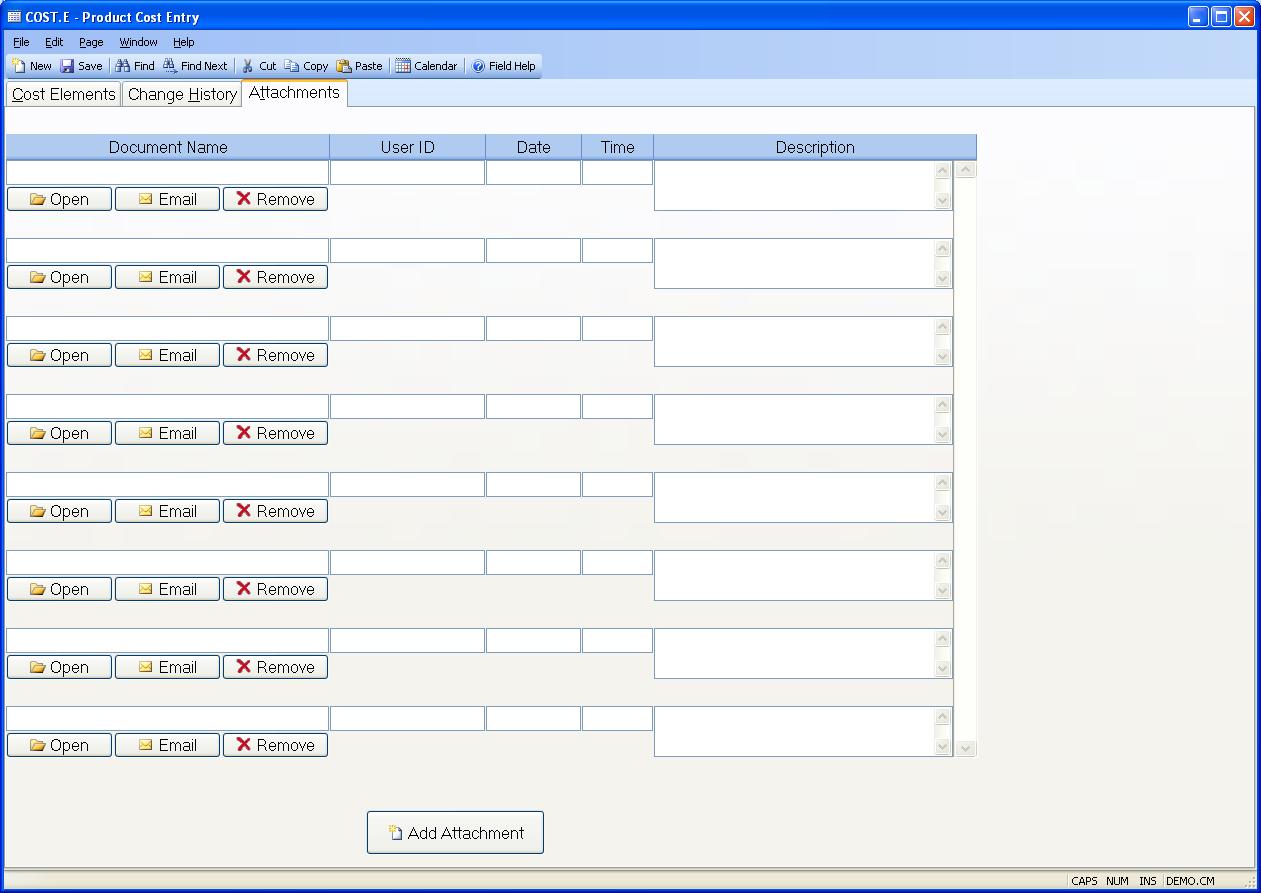 COST.E - Product Cost Entry
File Edit Page Window Help
New Save Find Find Next Cut Copy Paste Calendar Field Help
Cost Elements Change History Attachments
Document Name User ID Date Time Description
Open Email Remove
Open Email Remove
Open Email Remove
Open Email Remove
Open Email Remove
Open Email Remove
Open Email Remove
Open Email Remove
Add Attachment
CAPS NUM INS DEMO.CM